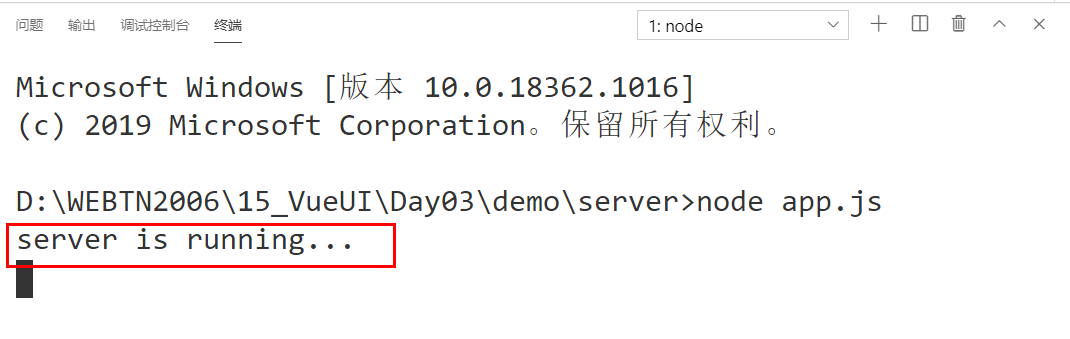 问题 输出 调试控制台 终端 1: node
Microsoft Windows [版本 10.0.18362.1016]
(c) 2019 Microsoft Corporation。保留所有权利。
D:\WEBTN2006\15_VueUI\Day03\demo\server>node app.js
server is running...